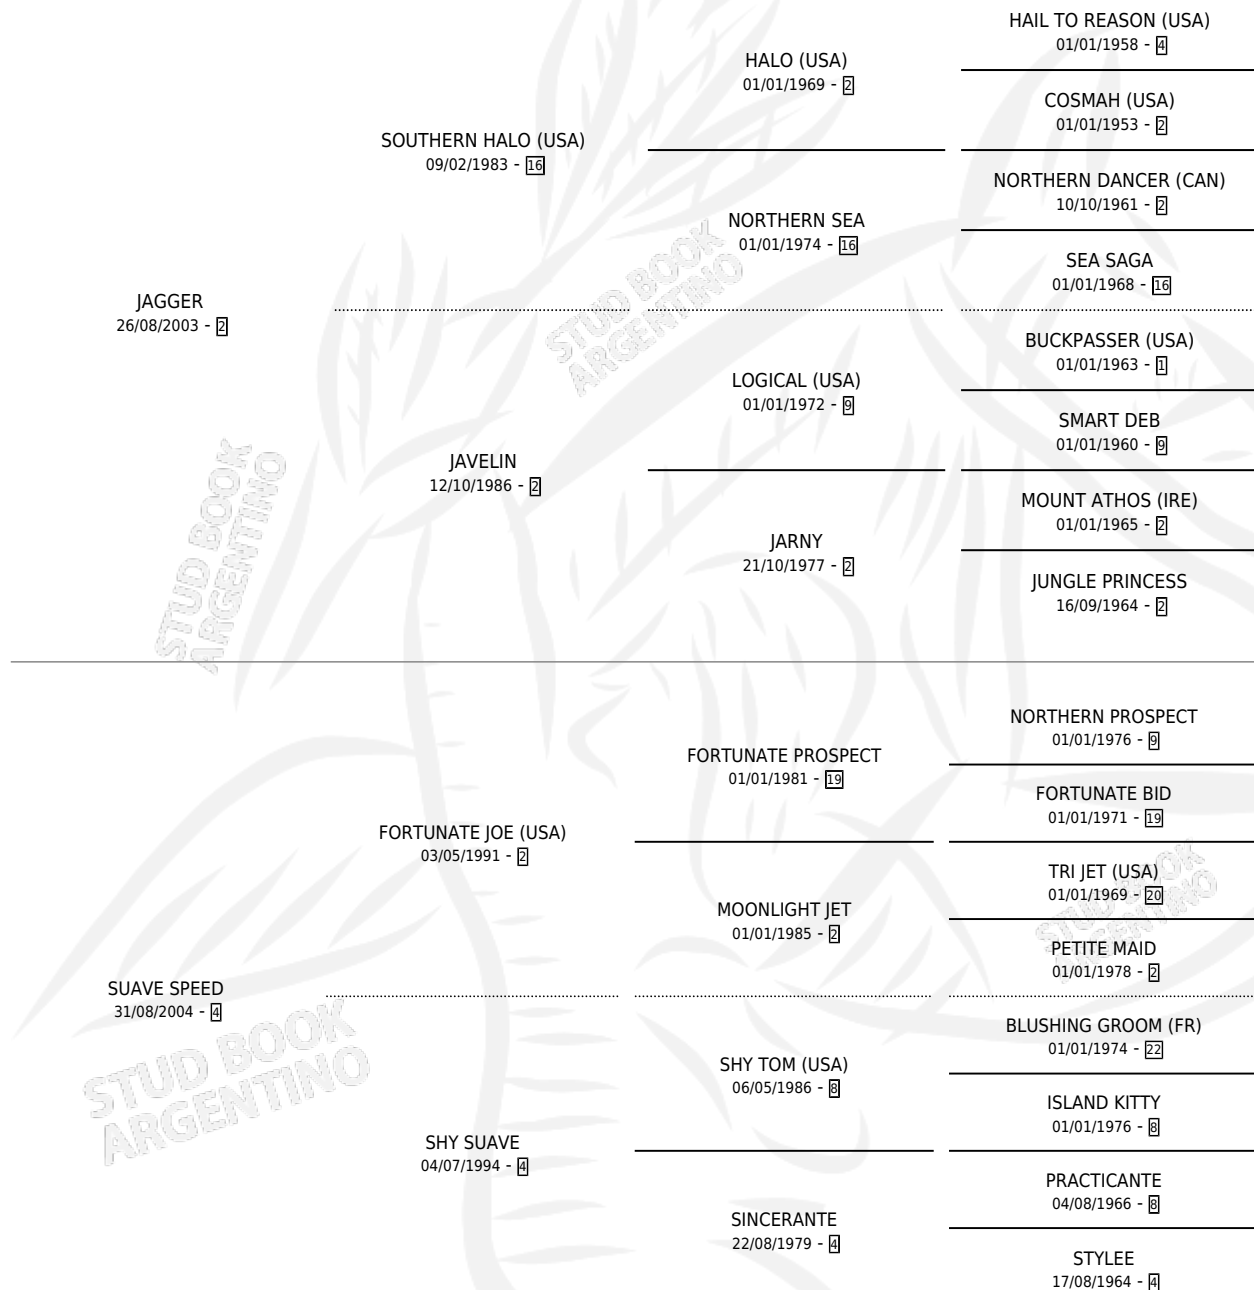 HAIL TO REASON (USA)
01/01/1958 - 4
HALO (USA)
01/01/1969 - 2
COSMAH (USA)
01/01/1953 - 2
SOUTHERN HALO (USA)
09/02/1983 - 16
NORTHERN DANCER (CAN)
10/10/1961 - 2
NORTHERN SEA
01/01/1974 - 16
SEA SAGA
01/01/1968 - 16
JAGGER
26/08/2003 - 2
BUCKPASSER (USA)
01/01/1963 - 1
LOGICAL (USA)
01/01/1972 - 9
SMART DEB
01/01/1960 - 9
JAVELIN
12/10/1986 - 2
MOUNT ATHOS (IRE)
01/01/1965 - 2
JARNY
21/10/1977 - 2
JUNGLE PRINCESS
16/09/1964 - 2
NORTHERN PROSPECT
01/01/1976 - 9
FORTUNATE PROSPECT
01/01/1981 - 19
FORTUNATE BID
01/01/1971 - 19
FORTUNATE JOE (USA)
03/05/1991 - 2
TRI JET (USA)
01/01/1969 - 20
MOONLIGHT JET
01/01/1985 - 2
PETITE MAID
01/01/1978 - 2
SUAVE SPEED
31/08/2004 - 4
BLUSHING GROOM (FR)
01/01/1974 - 22
SHY TOM (USA)
06/05/1986 - 8
ISLAND KITTY
01/01/1976 - 8
SHY SUAVE
04/07/1994 - 4
PRACTICANTE
04/08/1966 - 8
SINCERANTE
22/08/1979 - 4
STYLEE
17/08/1964 - 4
STUD BOOK
ARGENTINO
STUD BOOK
ARGENTINO
STUD BOOK
ARGENTINO
STUD BOOK
ARGENTINO